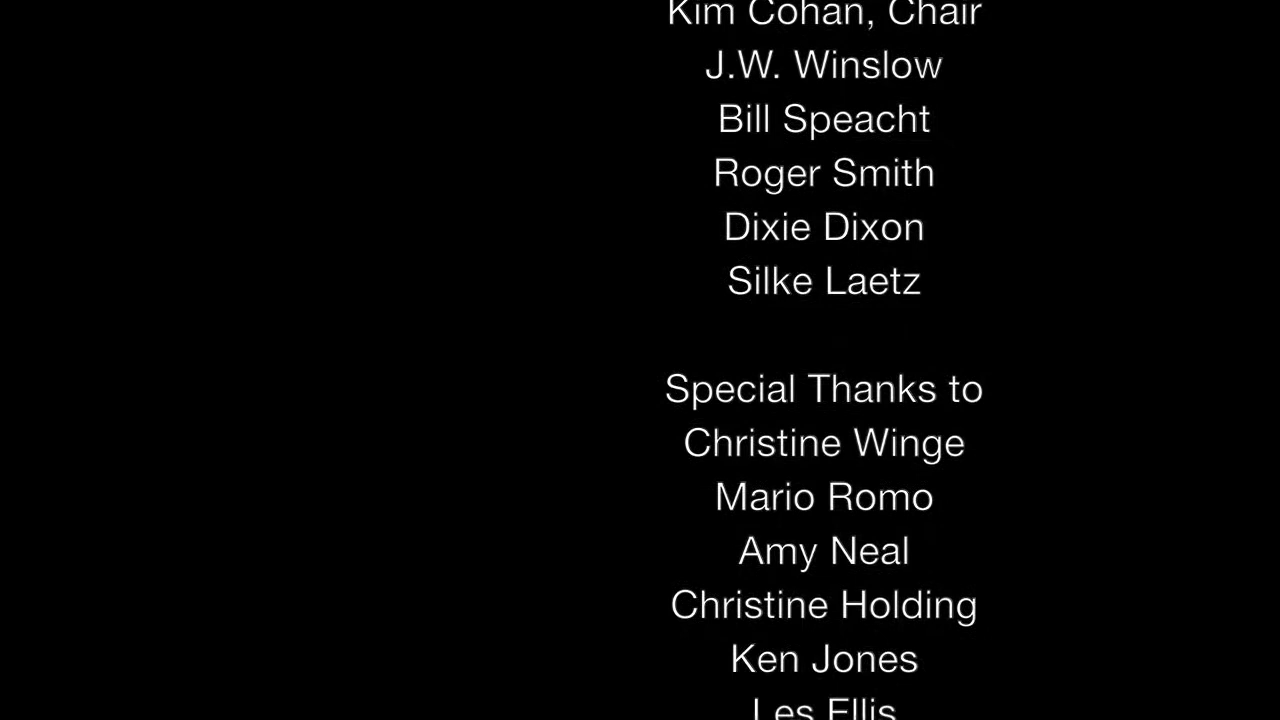 Kim Cohan, Chair
J.W. Winslow
Bill Speacht
Roger Smith
Dixie Dixon
Silke Laetz
Special Thanks to
Christine Winge
Mario Romo
Amy Neal
Christine Holding
Ken Jones
Les Ellis